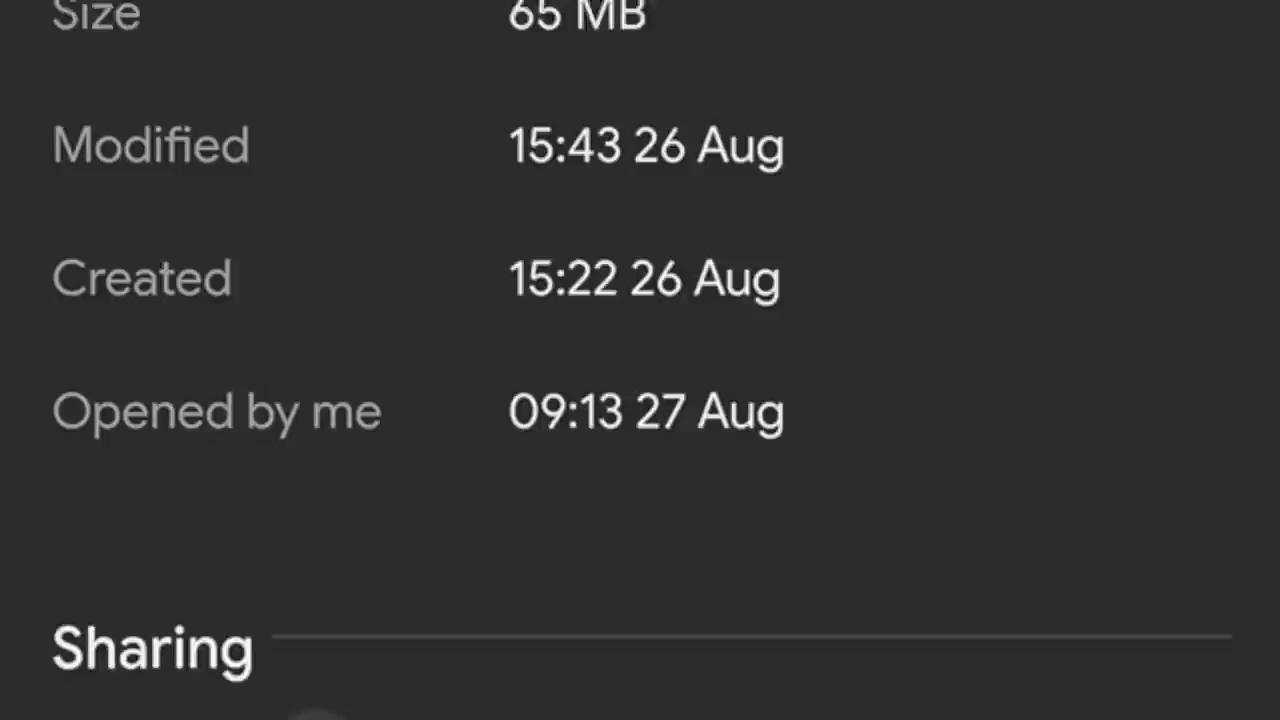 Size 65 MB
Modified 15:43 26 Aug
Created 15:22 26 Aug
Opened by me 09:13 27 Aug
Sharing